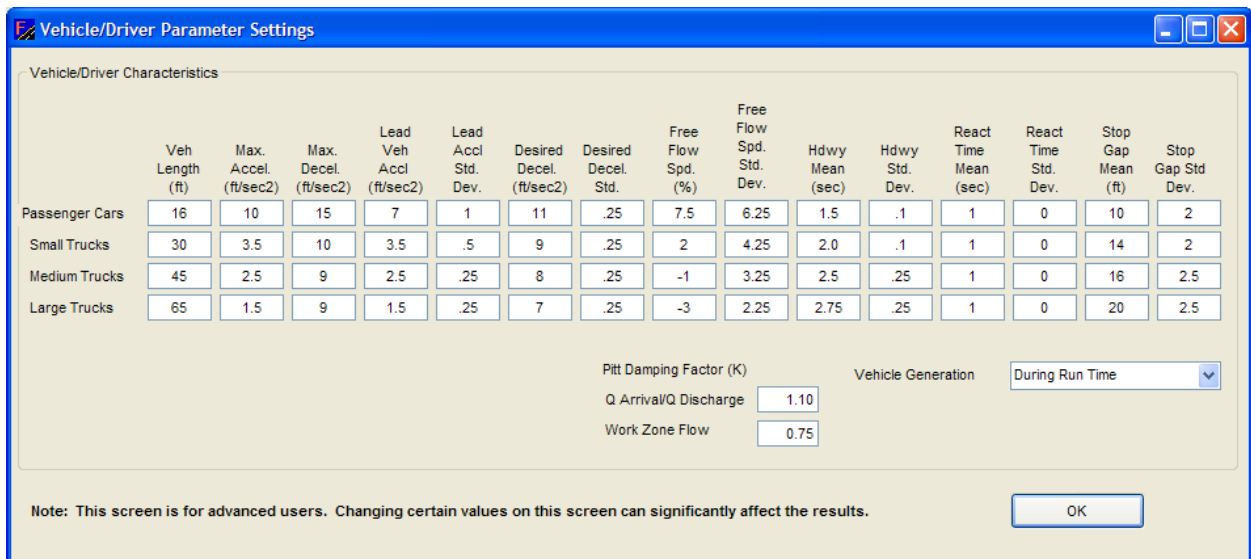 Vehicle/Driver Parameter Settings
Vehicle/Driver Characteristics
Veh Length (ft) Max. Accel. (ft/sec2) Max. Decel. (ft/sec2) Lead Veh Accl (ft/sec2) Lead Accl Std. Dev. Desired Decel. (ft/sec2) Desired Decel. Std. Free Flow Spd. (%) Free Flow Spd. Std. Dev. Hdwy Mean (sec) Hdwy Std. Dev. React Time Mean (sec) React Time Std. Dev. Stop Gap Mean (ft) Stop Gap Std Dev.
Passenger Cars 16 10 15 7 1 11 .25 7.5 6.25 1.5 .1 1 0 10 2
Small Trucks 30 3.5 10 3.5 .5 9 .25 2 4.25 2.0 .1 1 0 14 2
Medium Trucks 45 2.5 9 2.5 .25 8 .25 -1 3.25 2.5 .25 1 0 16 2.5
Large Trucks 65 1.5 9 1.5 .25 7 .25 -3 2.25 2.75 .25 1 0 20 2.5
Pitt Damping Factor (K)
Vehicle Generation During Run Time
Q Arrival/Q Discharge 1.10
Work Zone Flow 0.75
Note: This screen is for advanced users. Changing certain values on this screen can significantly affect the results.
OK